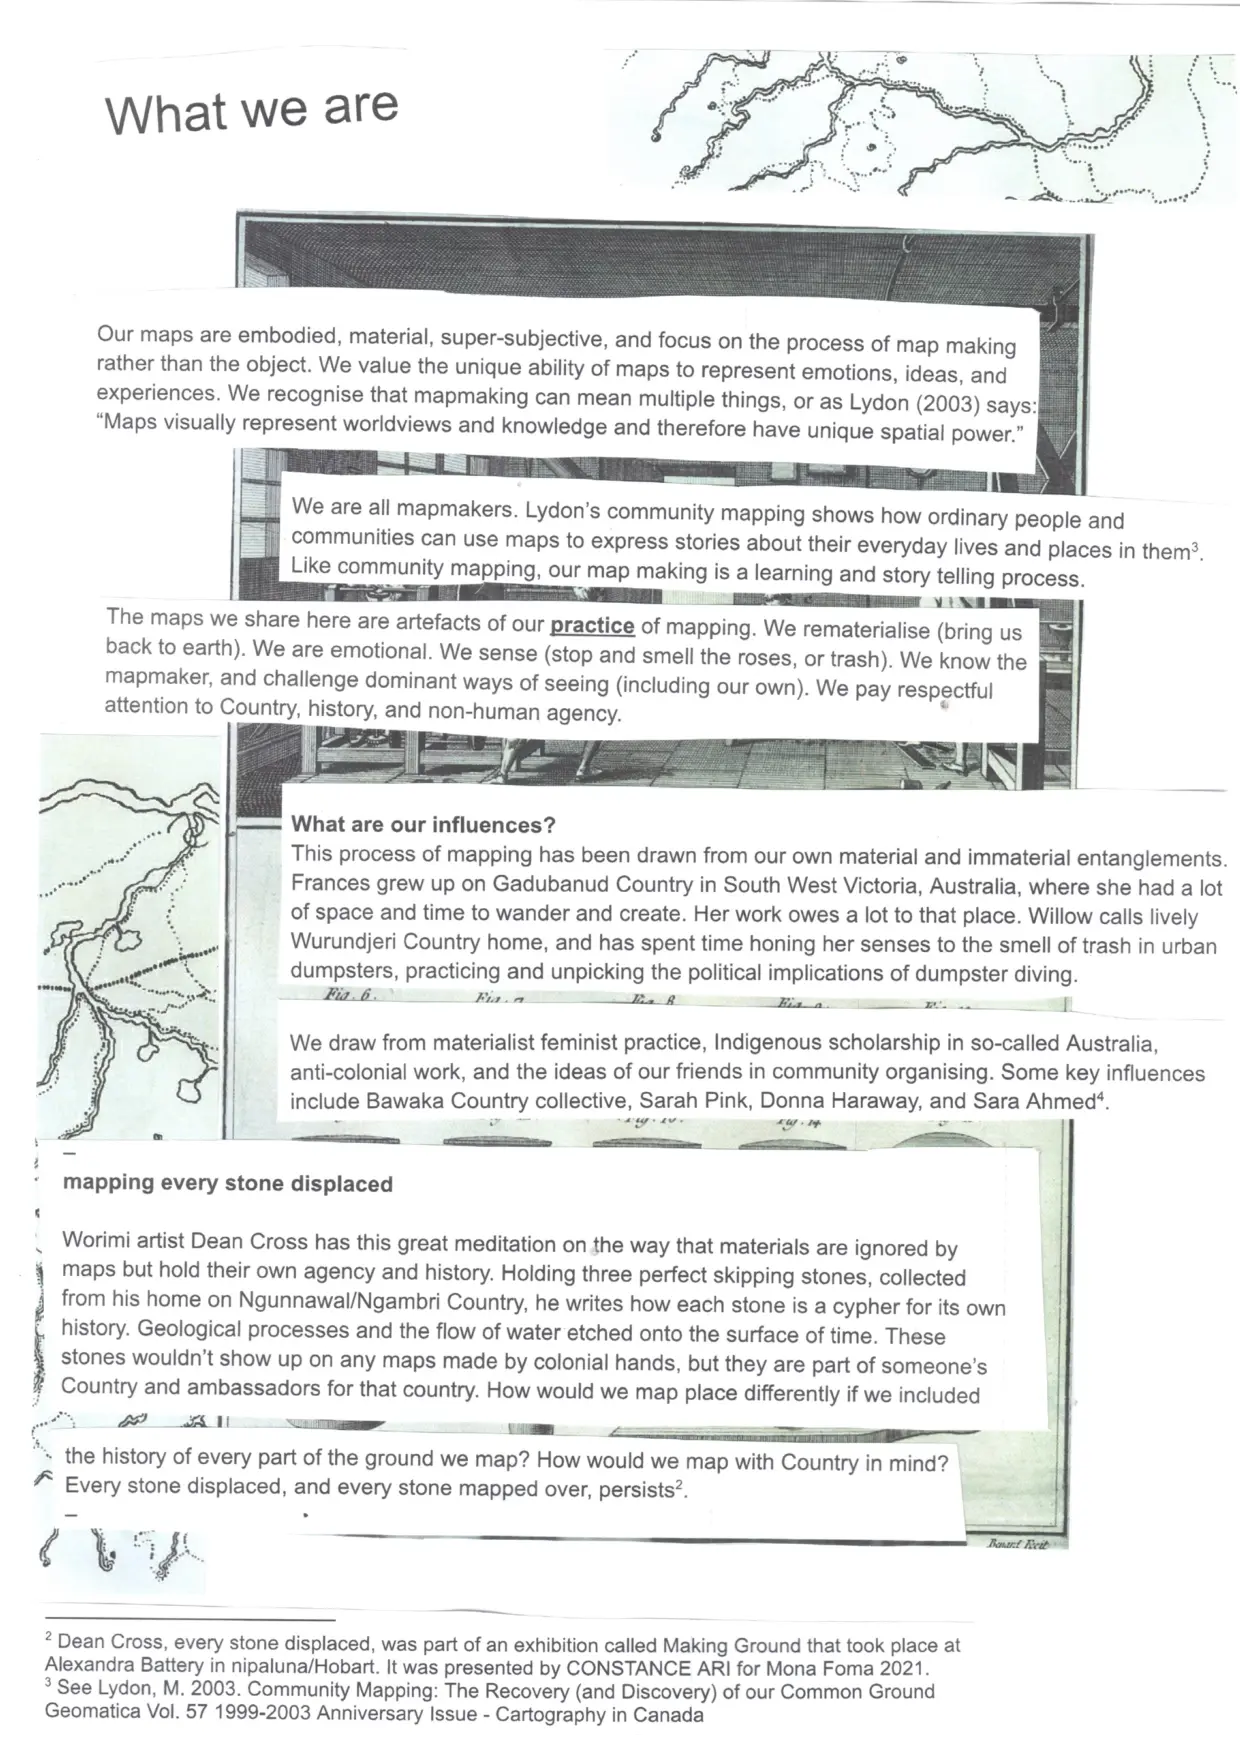 What we are
Our maps are embodied, material, super-subjective, and focus on the process of map making
rather than the object. We value the unique ability of maps to represent emotions, ideas, and
experiences. We recognise that mapmaking can mean multiple things, or as Lydon (2003) says:
“Maps visually represent worldviews and knowledge and therefore have unique spatial power.”
We are all mapmakers. Lydon’s community mapping shows how ordinary people and
communities can use maps to express stories about their everyday lives and places in them³.
Like community mapping, our map making is a learning and story telling process.
The maps we share here are artefacts of our practice of mapping. We rematerialise (bring us
back to earth). We are emotional. We sense (stop and smell the roses, or trash). We know the
mapmaker, and challenge dominant ways of seeing (including our own). We pay respectful
attention to Country, history, and non-human agency.
What are our influences?
This process of mapping has been drawn from our own material and immaterial entanglements.
Frances grew up on Gadubanud Country in South West Victoria, Australia, where she had a lot
of space and time to wander and create. Her work owes a lot to that place. Willow calls lively
Wurundjeri Country home, and has spent time honing her senses to the smell of trash in urban
dumpsters, practicing and unpicking the political implications of dumpster diving.
Fig. 6.
We draw from materialist feminist practice, Indigenous scholarship in so-called Australia,
anti-colonial work, and the ideas of our friends in community organising. Some key influences
include Bawaka Country collective, Sarah Pink, Donna Haraway, and Sara Ahmed⁴.
–
mapping every stone displaced
Worimi artist Dean Cross has this great meditation on the way that materials are ignored by
maps but hold their own agency and history. Holding three perfect skipping stones, collected
from his home on Ngunnawal/Ngambri Country, he writes how each stone is a cypher for its own
history. Geological processes and the flow of water etched onto the surface of time. These
stones wouldn’t show up on any maps made by colonial hands, but they are part of someone’s
Country and ambassadors for that country. How would we map place differently if we included
the history of every part of the ground we map? How would we map with Country in mind?
Every stone displaced, and every stone mapped over, persists².
–
² Dean Cross, every stone displaced, was part of an exhibition called Making Ground that took place at
Alexandra Battery in nipaluna/Hobart. It was presented by CONSTANCE ARI for Mona Foma 2021.
³ See Lydon, M. 2003. Community Mapping: The Recovery (and Discovery) of our Common Ground
Geomatica Vol. 57 1999-2003 Anniversary Issue - Cartography in Canada